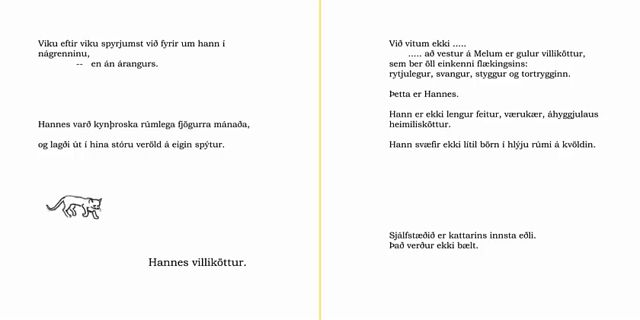 Viku eftir viku spyrjumst við fyrir um hann í
nágrenninu,
-- en án árangurs.
Hannes varð kynþroska rúmlega fjögurra mánaða,
og lagði út í hina stóru veröld á eigin spýtur.
Hannes villiköttur.
Við vitum ekki .....
..... að vestur á Melum er gulur villiköttur,
sem ber öll einkenni flækingsins:
rytjulegur, svangur, styggur og tortrygginn.
Þetta er Hannes.
Hann er ekki lengur feitur, værukær, áhyggjulaus
heimilisköttur.
Hann svæfir ekki lítil börn í hlýju rúmi á kvöldin.
Sjálfstæðið er kattarins innsta eðli.
Það verður ekki bælt.